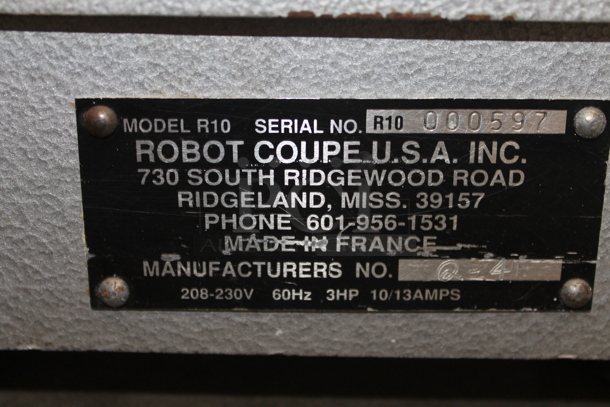 MODEL R10 SERIAL NO. R10 000597
ROBOT COUPE U.S.A. INC.
730 SOUTH RIDGEWOOD ROAD
RIDGELAND, MISS. 39157
PHONE 601-956-1531
MADE IN FRANCE
MANUFACTURERS NO.
208-230V 60Hz 3HP 10/13AMPS